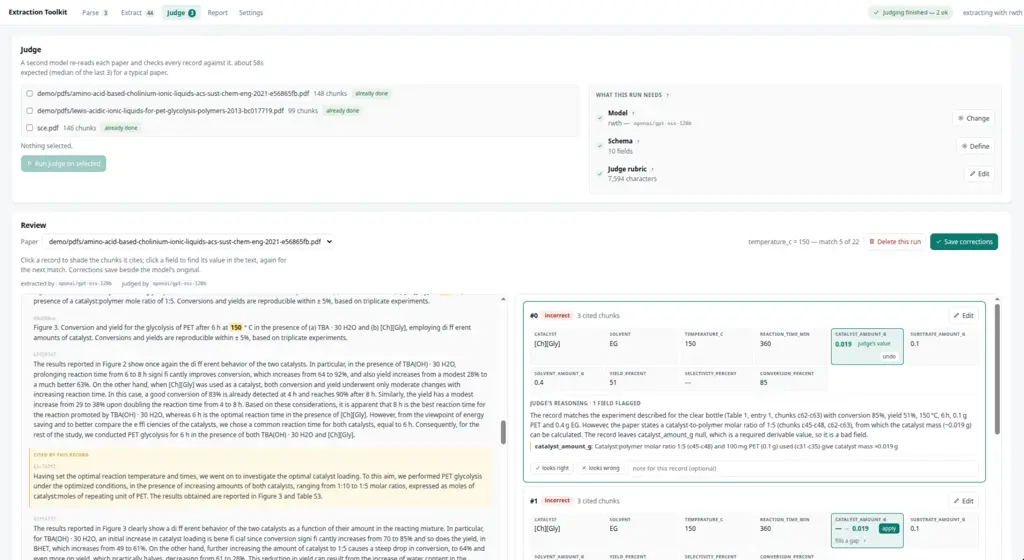 Extraction Toolkit Parse 3 Extract 44 Judge 3 Report Settings ✓ Judging finished — 2 ok extracting with rwth
Judge
A second model re-reads each paper and checks every record against it. about 58s
expected (median of the last 3) for a typical paper.
demo/pdfs/amino-acid-based-cholinium-ionic-liquids-acs-sust-chem-eng-2021-e56865fb.pdf 148 chunks already done
demo/pdfs/lewis-acidic-ionic-liquids-for-pet-glycolysis-polymers-2013-bc017719.pdf 99 chunks already done
sce.pdf 146 chunks already done
Nothing selected.
Run Judge on selected
WHAT THIS RUN NEEDS ?
Model ?
rwth — openai/gpt-oss-120b
Change
Schema ?
10 fields
Define
Judge rubric ?
7,594 characters
Edit
Review
Paper demo/pdfs/amino-acid-based-cholinium-ionic-liquids-acs-sust-chem-eng-2021-e56865fb.pdf
temperature_c = 150 — match 5 of 22 Delete this run Save corrections
Click a record to shade the chunks it cites; click a field to find its value in the text, again for
the next match. Corrections save beside the model's original.
extracted by openai/gpt-oss-120b judged by openai/gpt-oss-120b
presence of a catalyst:polymer mole ratio of 1:5. Conversions and yields are reproducible within ± 5%, based on triplicate experiments.
Figure 3. Conversion and yield for the glycolysis of PET after 6 h at 150 ° C in the presence of (a) TBA · 30 H2O and (b) [Ch][Gly], employing di ff erent
amounts of catalyst. Conversions and yields are reproducible within ± 5%, based on triplicate experiments.
The results reported in Figure 2 show once again the di ff erent behavior of the two catalysts. In particular, in the presence of TBA(OH) · 30 H2O,
prolonging reaction time from 6 to 8 h signi fi cantly improves conversion, which increases from 64 to 92%, and also yield increases from a modest 28% to
a much better 63%. On the other hand, when [Ch][Gly] was used as a catalyst, both conversion and yield underwent only moderate changes with
increasing reaction time. In this case, a good conversion of 83% is already detected at 4 h and reaches 90% after 8 h. Similarly, the yield has a modest
increase from 29 to 38% upon doubling the reaction time from 4 to 8 h. Based on these considerations, it is apparent that 8 h is the best reaction time for
the reaction promoted by TBA(OH) · 30 H2O, whereas 6 h is the optimal reaction time in the presence of [Ch][Gly]. However, from the viewpoint of energy
saving and to better compare the e ffi ciencies of the catalysts, we chose a common reaction time for both catalysts, equal to 6 h. Consequently, for the
rest of the study, we conducted PET glycolysis for 6 h in the presence of both TBA(OH) · 30 H2O and [Ch][Gly].
CITED BY THIS RECORD
Having set the optimal reaction temperature and times, we went on to investigate the optimal catalyst loading. To this aim, we performed PET glycolysis
under the optimized conditions, in the presence of increasing amounts of both catalysts, ranging from 1:10 to 1:5 molar ratios, expressed as moles of
catalyst:moles of repeating unit of PET. The results obtained are reported in Figure 3 and Table S3.
The results reported in Figure 3 clearly show a di ff erent behavior of the two catalysts as a function of their amount in the reacting mixture. In particular,
for TBA(OH) · 30 H2O, an initial increase in catalyst loading is bene fi cial since conversion signi fi cantly increases from 70 to 85% and so does the yield, in
BHET, which increases from 49 to 61%. On the other hand, further increasing the amount of catalyst to 1:5 causes a steep drop in conversion, to 64% and
even more on yield, which practically halves, decreasing from 61 to 28%. This reduction in yield can result from the increase of water content in the
#0 incorrect 3 cited chunks Edit
CATALYST SOLVENT TEMPERATURE_C REACTION_TIME_MIN CATALYST_AMOUNT_G SUBSTRATE_AMOUNT_G
[Ch][Gly] EG 150 360 0.019 judge's value 0.1
undo
SOLVENT_AMOUNT_G YIELD_PERCENT SELECTIVITY_PERCENT CONVERSION_PERCENT
0.4 51 — 85
JUDGE'S REASONING · 1 FIELD FLAGGED
The record matches the experiment described for the clear bottle (Table 1, entry 1, chunks c62-c63) with conversion 85%, yield 51%, 150 °C, 6 h, 0.1 g
PET and 0.4 g EG. However, the paper states a catalyst-to-polymer molar ratio of 1:5 (chunks c45-c48, c62-c63), from which the catalyst mass (~0.019 g)
can be calculated. The record leaves catalyst_amount_g null, which is a required derivable value, so it is a bad field.
catalyst_amount_g: Catalyst:polymer molar ratio 1:5 (c45-c48) and 100 mg PET (0.1 g) used (c31-c35) give catalyst mass ≈0.019 g
✓ looks right × looks wrong note for this record (optional)
#1 incorrect 3 cited chunks Edit
CATALYST SOLVENT TEMPERATURE_C REACTION_TIME_MIN CATALYST_AMOUNT_G SUBSTRATE_AMOUNT_G
[Ch][Gly] EG 150 360 — → 0.019 apply 0.1
fills a gap ?
SOLVENT_AMOUNT_G YIELD_PERCENT SELECTIVITY_PERCENT CONVERSION_PERCENT